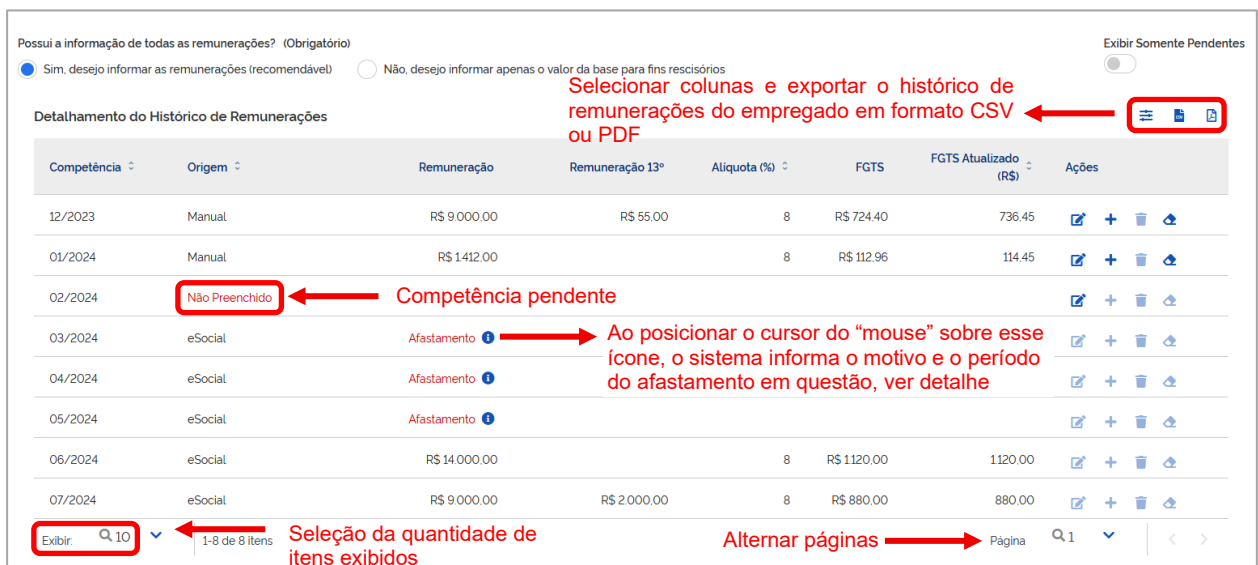 Possui a informação de todas as remunerações? (Obrigatório)
Exibir Somente Pendentes
Sim, desejo informar as remunerações (recomendável)
Não, desejo informar apenas o valor da base para fins rescisórios
Selecionar colunas e exportar o histórico de
remunerações do empregado em formato CSV
ou PDF
Detalhamento do Histórico de Remunerações
Competência Origem Remuneração Remuneração 13º Alíquota (%) FGTS FGTS Atualizado (R$) Ações
12/2023 Manual R$ 9.000,00 R$ 55,00 8 R$ 724,40 736,45
01/2024 Manual R$ 1.412,00 8 R$ 112,96 114,45
02/2024 Não Preenchido
Competência pendente
03/2024 eSocial Afastamento
Ao posicionar o cursor do “mouse” sobre esse
ícone, o sistema informa o motivo e o período
do afastamento em questão, ver detalhe
04/2024 eSocial Afastamento
05/2024 eSocial Afastamento
06/2024 eSocial R$ 14.000,00 8 R$ 1.120,00 1.120,00
07/2024 eSocial R$ 9.000,00 R$ 2.000,00 8 R$ 880,00 880,00
Exibir: 10
1-8 de 8 itens
Seleção da quantidade de
itens exibidos
Alternar páginas
Página 1